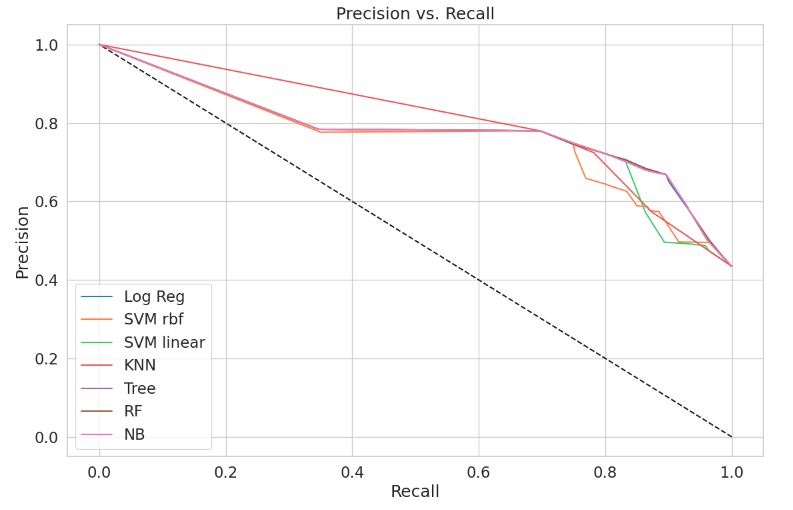 Precision vs. Recall
1.0
0.8
0.6
0.4
0.2
0.0
Precision
Log Reg
SVM rbf
SVM linear
KNN
Tree
RF
NB
0.0 0.2 0.4 0.6 0.8 1.0
Recall